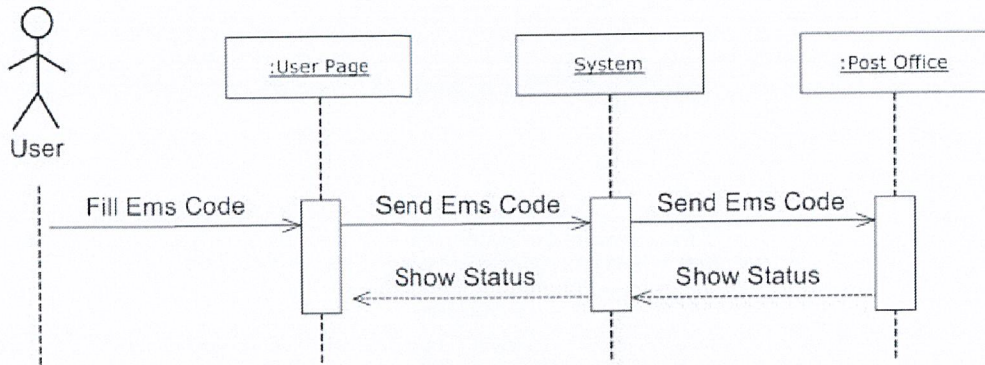 :User Page
System
:Post Office
User
Fill Ems Code
Send Ems Code
Send Ems Code
Show Status
Show Status